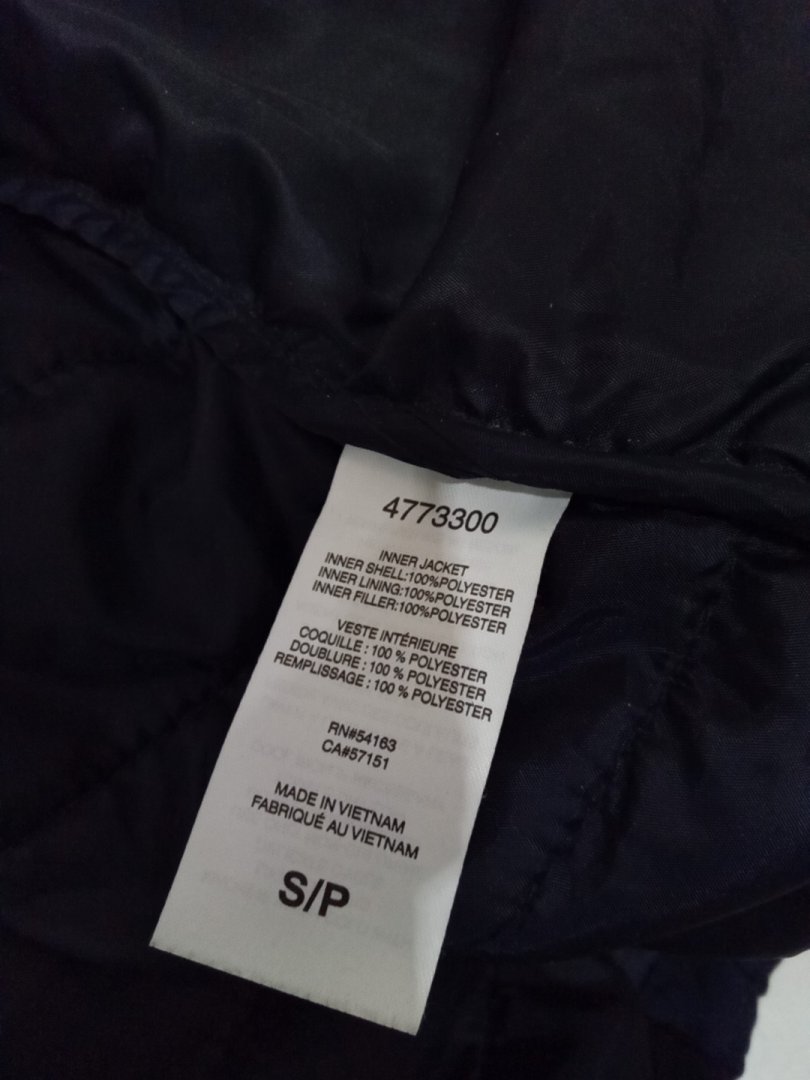 4773300
INNER JACKET
INNER SHELL:100%POLYESTER
INNER LINING:100%POLYESTER
INNER FILLER:100%POLYESTER
VESTE INTÉRIEURE
COQUILLE : 100 % POLYESTER
DOUBLURE : 100 % POLYESTER
REMPLISSAGE : 100 % POLYESTER
RN#54163
CA#57151
MADE IN VIETNAM
FABRIQUÉ AU VIETNAM
S/P